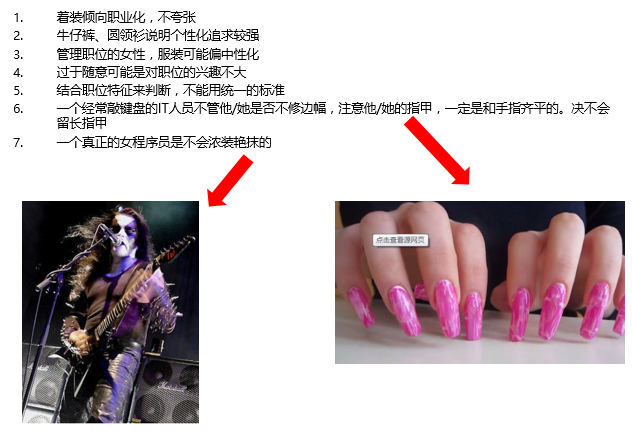 1. 着装倾向职业化，不夸张
2. 牛仔裤、圆领衫说明个性化追求较强
3. 管理职位的女性，服装可能偏中性化
4. 过于随意可能是对职位的兴趣不大
5. 结合职位特征来判断，不能用统一的标准
6. 一个经常敲键盘的IT人员不管他/她是否不修边幅，注意他/她的指甲，一定是和手指齐平的。决不会
留长指甲
7. 一个真正的女程序员是不会浓装艳抹的
点击查看源网页
Marshall